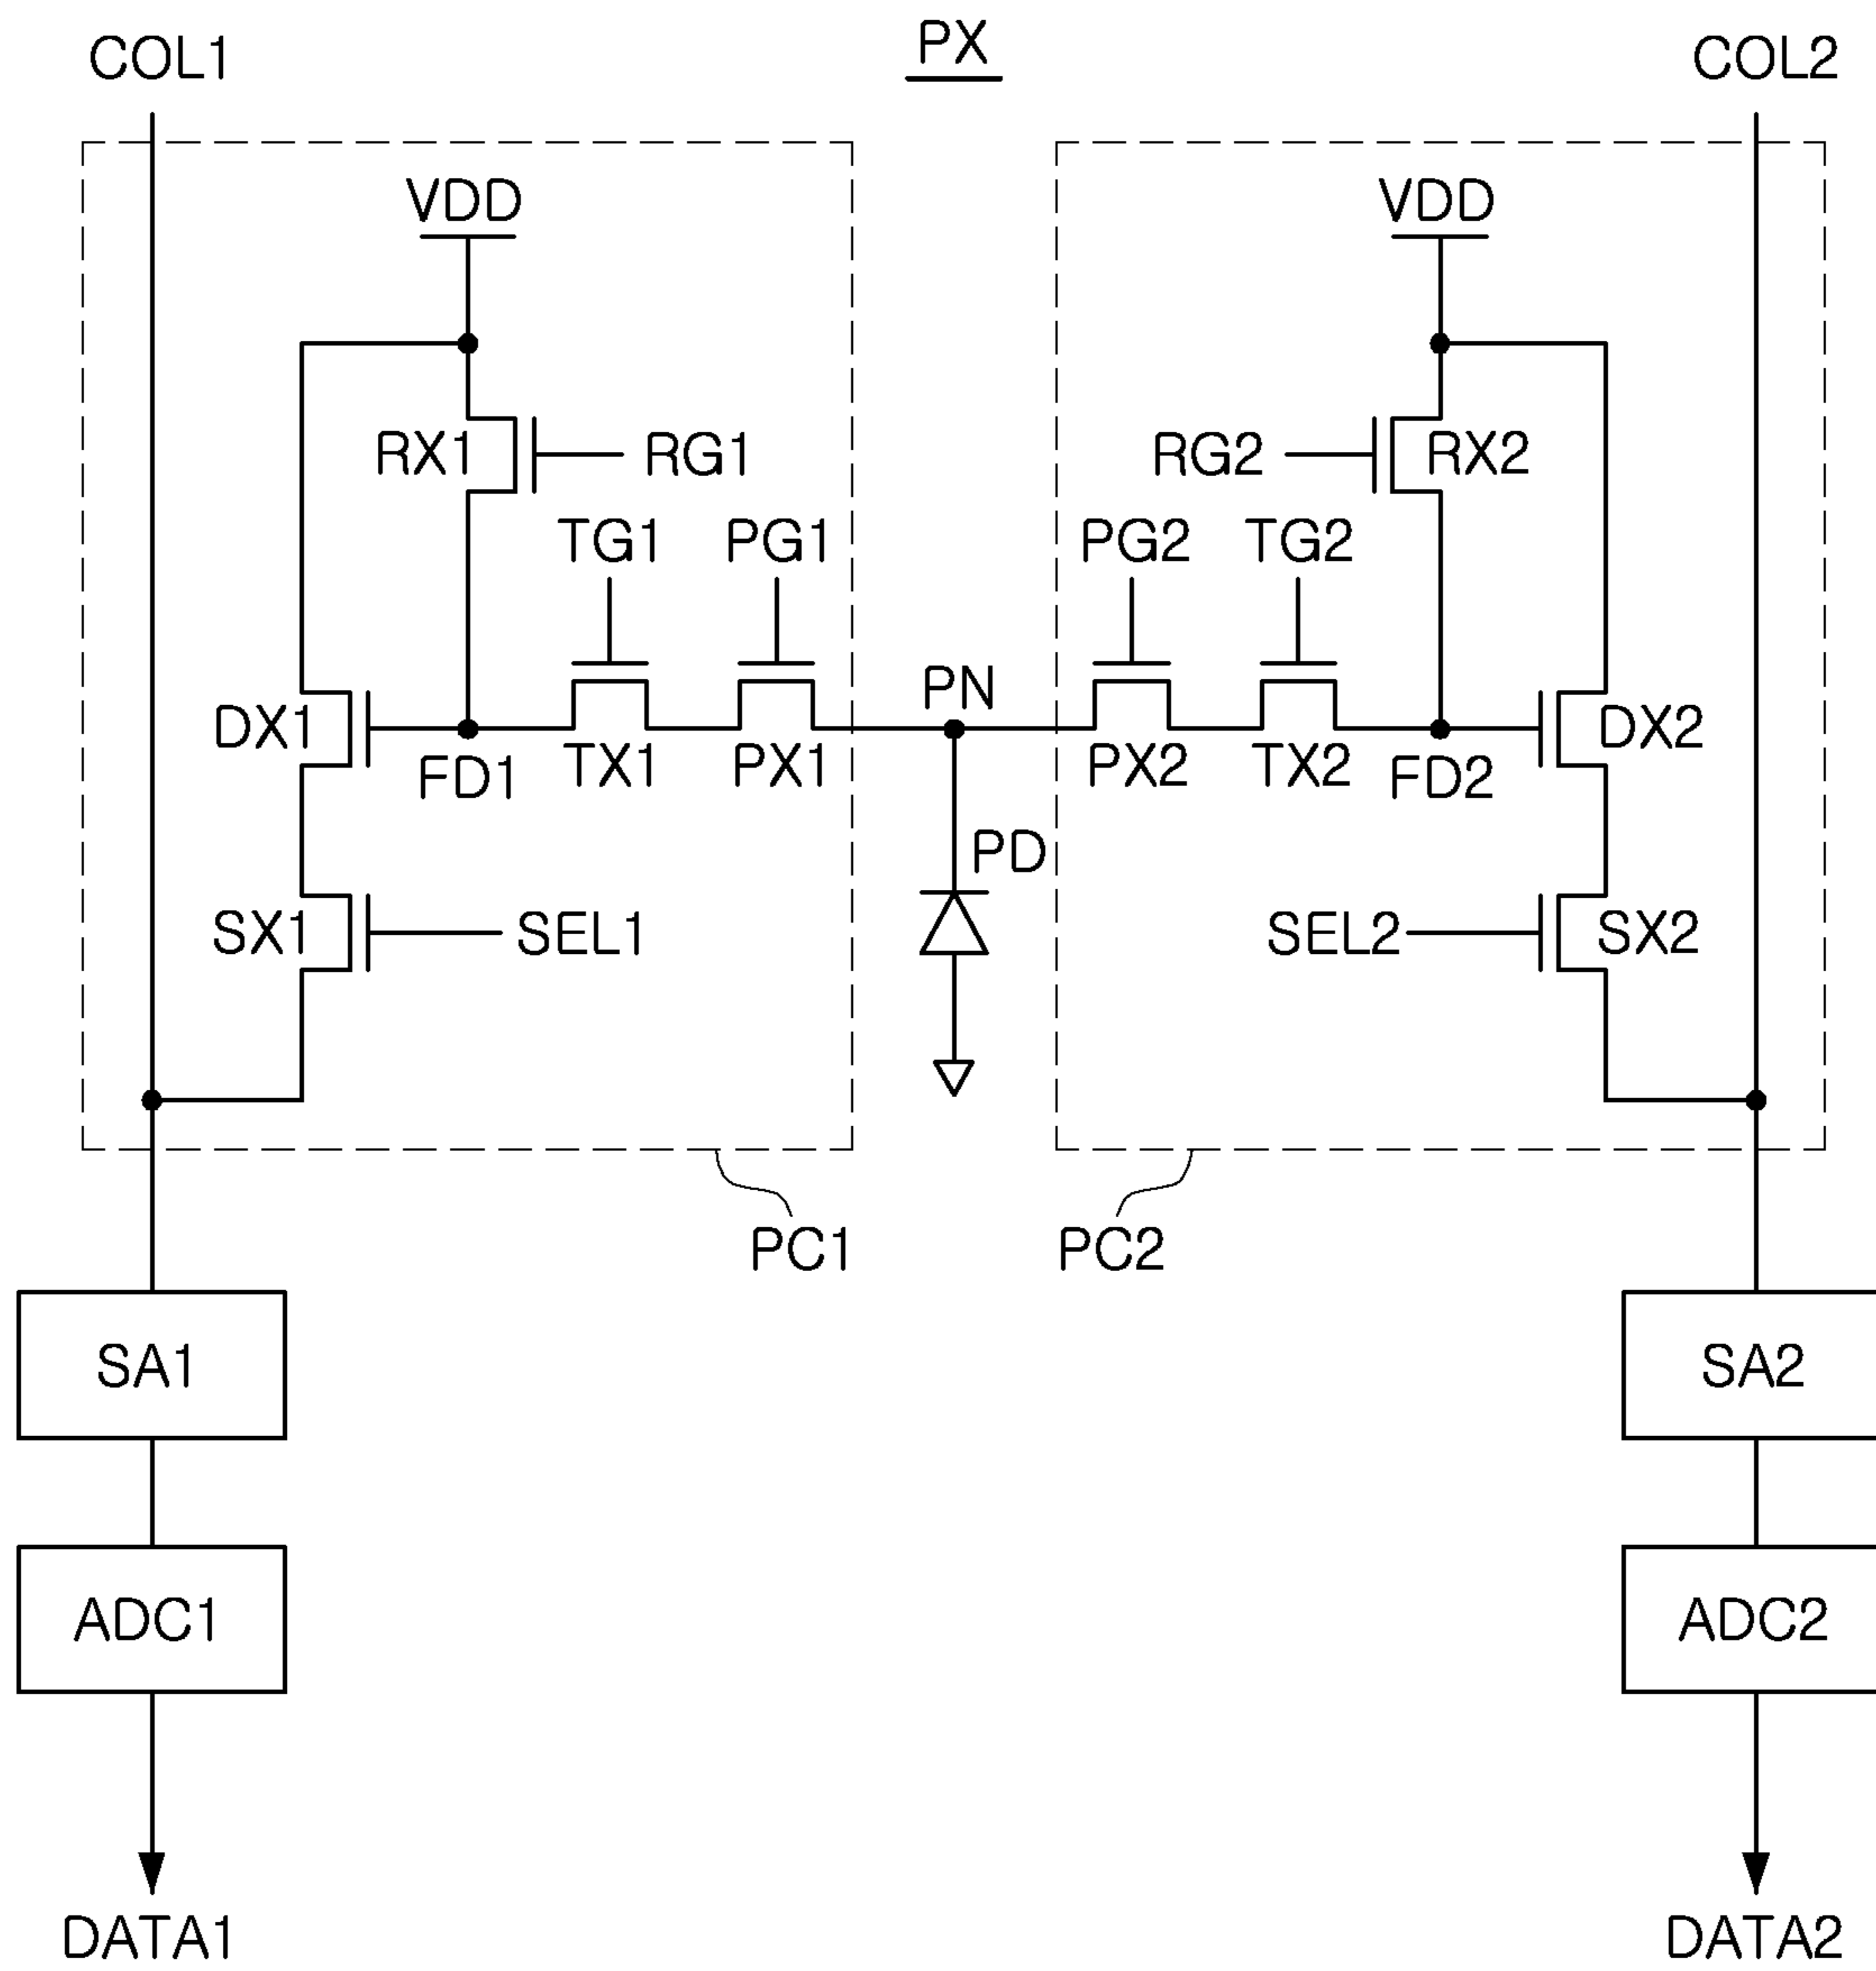 PX
COL1
COL2
VDD
VDD
RX1
RG1
RG2
RX2
TG1
PG1
PG2
TG2
PN
DX1
FD1
TX1
PX1
PX2
TX2
FD2
DX2
PD
SX1
SEL1
SEL2
SX2
PC1
PC2
SA1
SA2
ADC1
ADC2
DATA1
DATA2